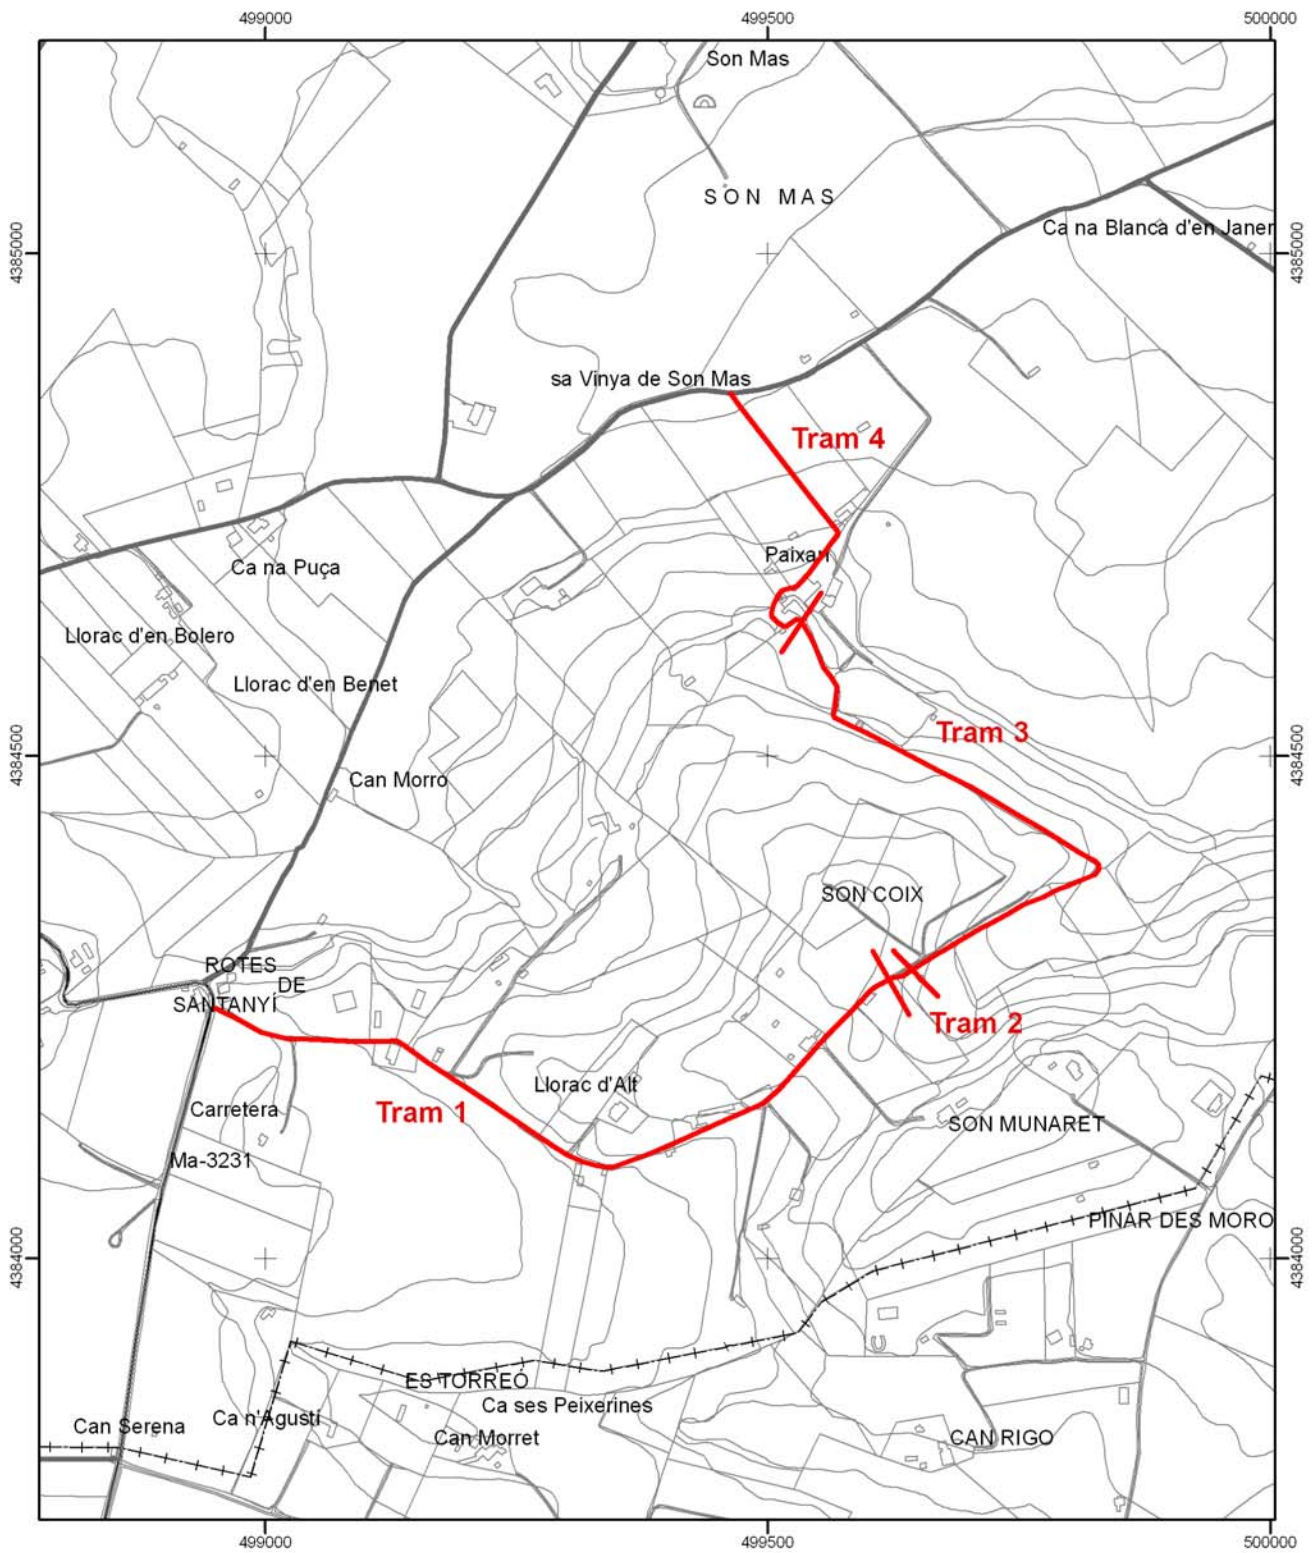 499000
499500
500000
Son Mas
SON MAS
Ca na Blanca d'en Janer
4385000
4385000
sa Vinya de Son Mas
Tram 4
Paixan
Ca na Puça
Llorac d'en Bolero
Llorac d'en Benet
Tram 3
4384500
4384500
Can Morro
SON COIX
ROTES
DE
SANTANYÍ
Tram 2
Llorac d'Alt
Carretera
Tram 1
SON MUNARET
Ma-3231
PINAR DES MORO
4384000
4384000
ES TORREÓ
Ca ses Peixerines
Can Serena
Ca n'Agustí
Can Morret
CAN RIGO
499000
499500
500000